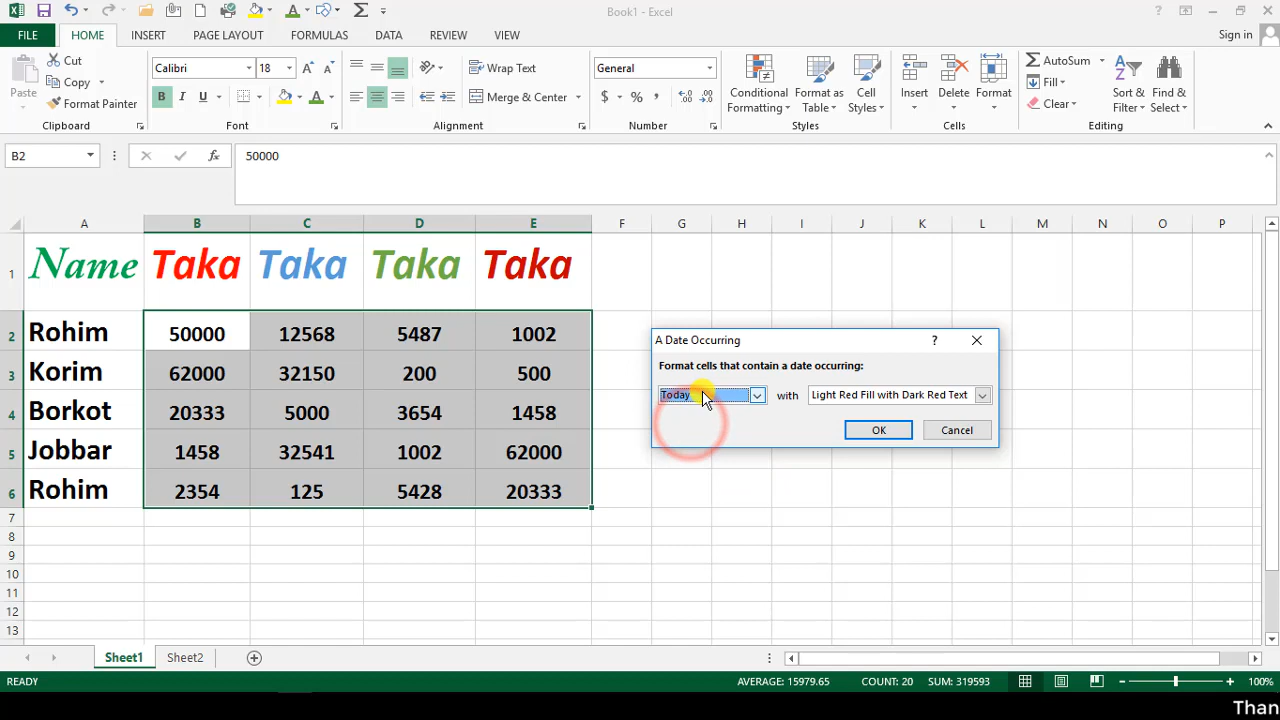 Book1 - Excel
FILE HOME INSERT PAGE LAYOUT FORMULAS DATA REVIEW VIEW Sign in
Paste Cut Copy Format Painter
Calibri 18
B I U
Wrap Text
Merge & Center
General
$ % ,
Conditional Formatting Format as Table Cell Styles
Insert Delete Format
AutoSum Fill Clear
Sort & Filter Find & Select
Clipboard Font Alignment Number Styles Cells Editing
B2 fx 50000
A B C D E F G H I J K L M N O P
1 Name Taka Taka Taka Taka
2 Rohim 50000 12568 5487 1002
3 Korim 62000 32150 200 500
4 Borkot 20333 5000 3654 1458
5 Jobbar 1458 32541 1002 62000
6 Rohim 2354 125 5428 20333
7
8
9
10
11
12
13
A Date Occurring ?
Format cells that contain a date occurring:
Today with Light Red Fill with Dark Red Text
OK Cancel
Sheet1 Sheet2
READY AVERAGE: 15979.65 COUNT: 20 SUM: 319593 100%
Than